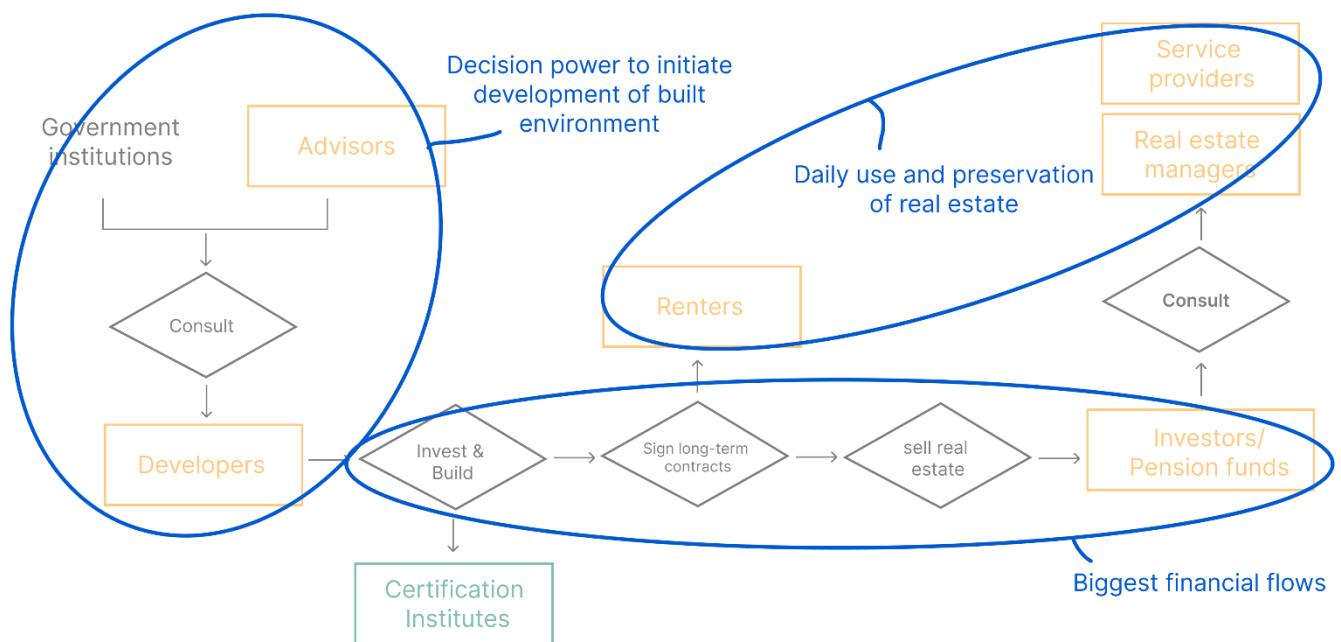 Service
providers
Decision power to initiate
development of built
environment
Government
institutions
Advisors
Real estate
managers
Daily use and preservation
of real estate
Renters
Consult
Consult
Developers
Invest &
Build
Sign long-term
contracts
sell real
estate
Investors/
Pension funds
Certification
Institutes
Biggest financial flows